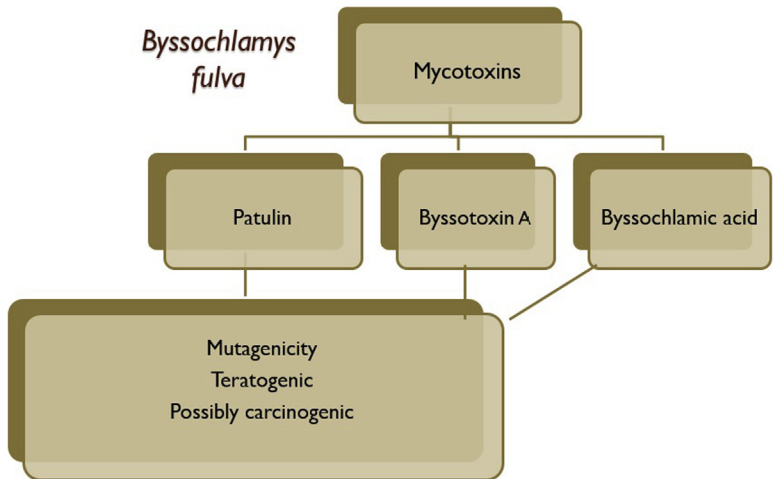 Byssochlamys
fulva
Mycotoxins
Patulin
Byssotoxin A
Byssochlamic acid
Mutagenicity
Teratogenic
Possibly carcinogenic